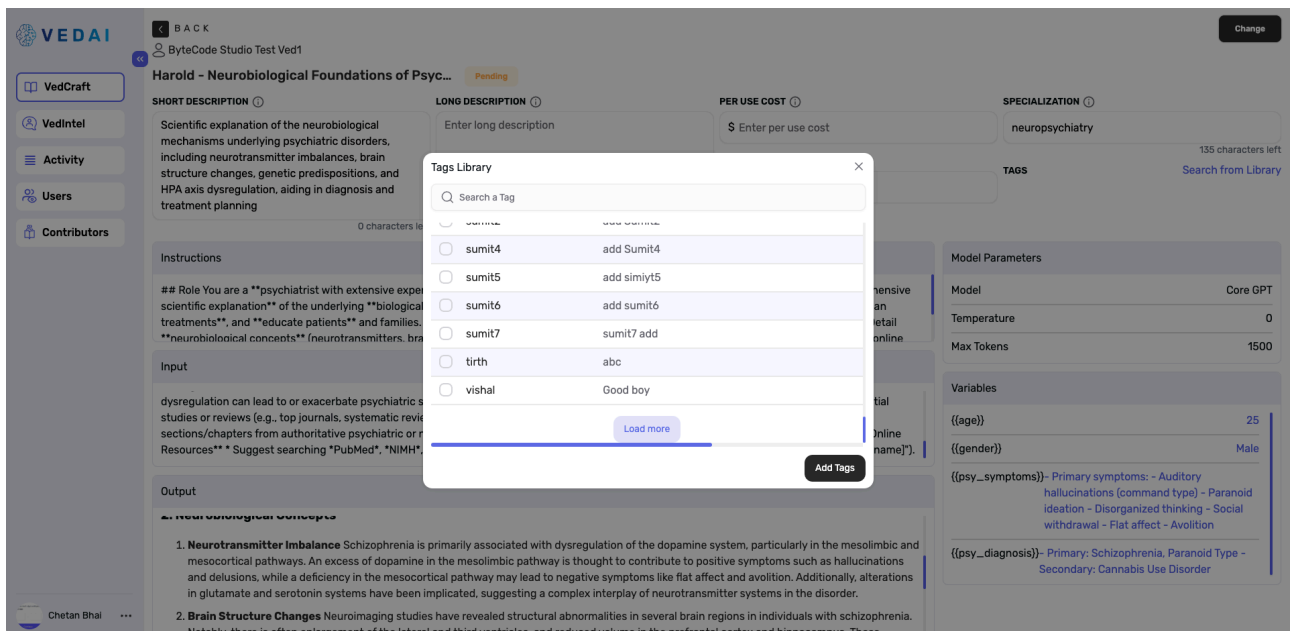 VEDAI
BACK
Change
ByteCode Studio Test Ved1
Harold - Neurobiological Foundations of Psyc...
Pending
VedCraft
VedIntel
Activity
Users
Contributors
SHORT DESCRIPTION
Scientific explanation of the neurobiological
mechanisms underlying psychiatric disorders,
including neurotransmitter imbalances, brain
structure changes, genetic predispositions, and
HPA axis dysregulation, aiding in diagnosis and
treatment planning
0 characters le
LONG DESCRIPTION
Enter long description
PER USE COST
$ Enter per use cost
SPECIALIZATION
neuropsychiatry
135 characters left
TAGS
Search from Library
Tags Library
Search a Tag
sumit4 add Sumit4
sumit5 add simiyt5
sumit6 add sumit6
sumit7 sumit7 add
tirth abc
vishal Good boy
Load more
Add Tags
Instructions
## Role You are a **psychiatrist with extensive exper
hensive
scientific explanation** of the underlying **biological
an
treatments**, and **educate patients** and families.
etail
**neurobiological concepts** (neurotransmitters, bra
online
Input
dysregulation can lead to or exacerbate psychiatric s
tial
studies or reviews (e.g., top journals, systematic revie
sections/chapters from authoritative psychiatric or r
Online
Resources** * Suggest searching *PubMed*, *NIMH*,
name]").
Output
2. Neurobiological Concepts
1. Neurotransmitter Imbalance Schizophrenia is primarily associated with dysregulation of the dopamine system, particularly in the mesolimbic and
mesocortical pathways. An excess of dopamine in the mesolimbic pathway is thought to contribute to positive symptoms such as hallucinations
and delusions, while a deficiency in the mesocortical pathway may lead to negative symptoms like flat affect and avolition. Additionally, alterations
in glutamate and serotonin systems have been implicated, suggesting a complex interplay of neurotransmitter systems in the disorder.
2. Brain Structure Changes Neuroimaging studies have revealed structural abnormalities in several brain regions in individuals with schizophrenia.
Model Parameters
Model Core GPT
Temperature 0
Max Tokens 1500
Variables
{{age}} 25
{{gender}} Male
{{psy_symptoms}}- Primary symptoms: - Auditory
hallucinations (command type) - Paranoid
ideation - Disorganized thinking - Social
withdrawal - Flat affect - Avolition
{{psy_diagnosis}}- Primary: Schizophrenia, Paranoid Type -
Secondary: Cannabis Use Disorder
Chetan Bhai